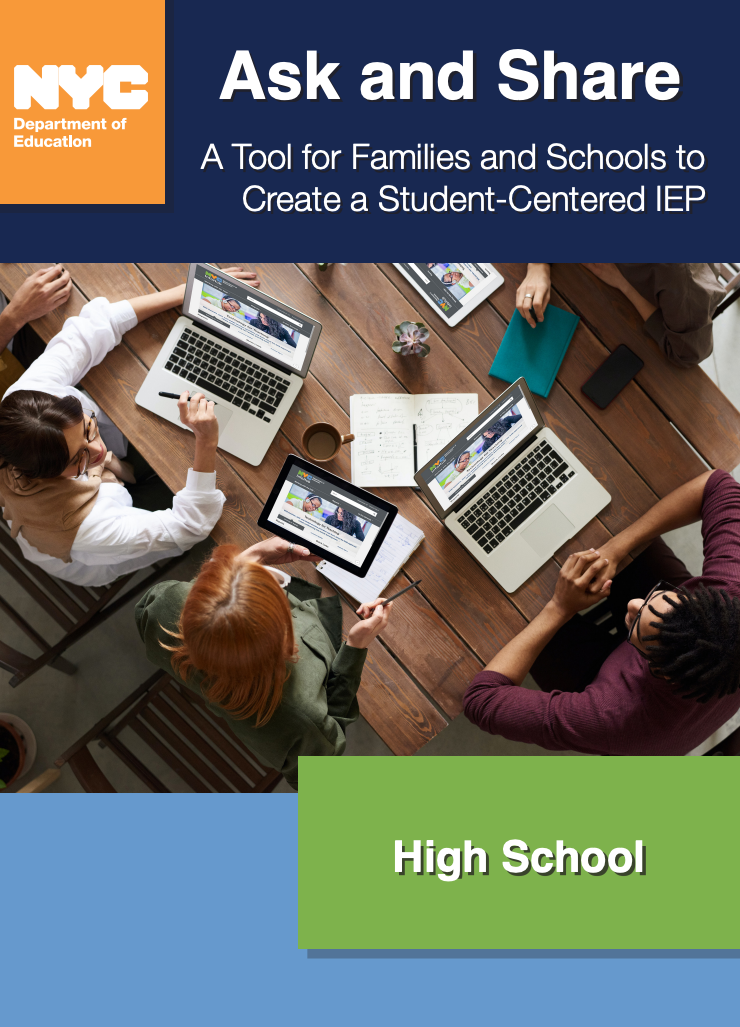 NYC
Department of
Education
Ask and Share
A Tool for Families and Schools to
Create a Student-Centered IEP
High School